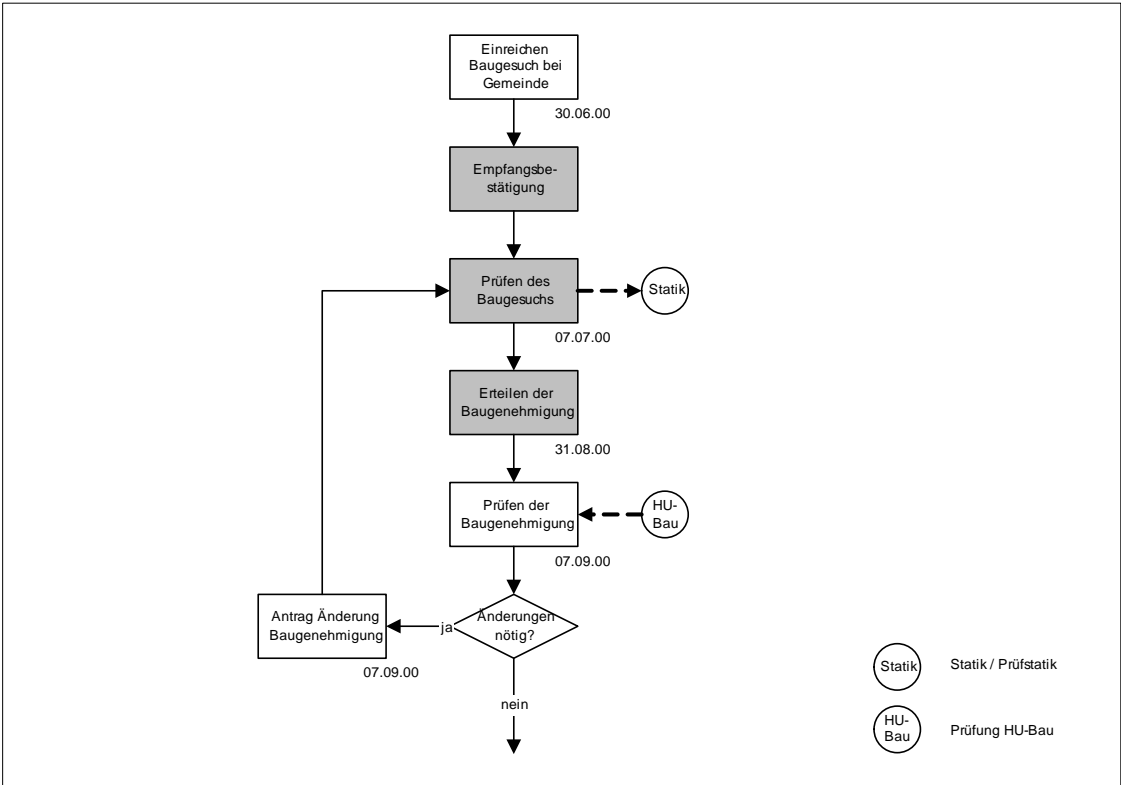 Einreichen
Baugesuch bei
Gemeinde
30.06.00
Empfangsbe-
stätigung
Prüfen des
Baugesuchs
Statik
07.07.00
Erteilen der
Baugenehmigung
31.08.00
Prüfen der
Baugenehmigung
HU-
Bau
07.09.00
Änderungen
nötig?
ja
Antrag Änderung
Baugenehmigung
07.09.00
nein
Statik
Statik / Prüfstatik
HU-
Bau
Prüfung HU-Bau